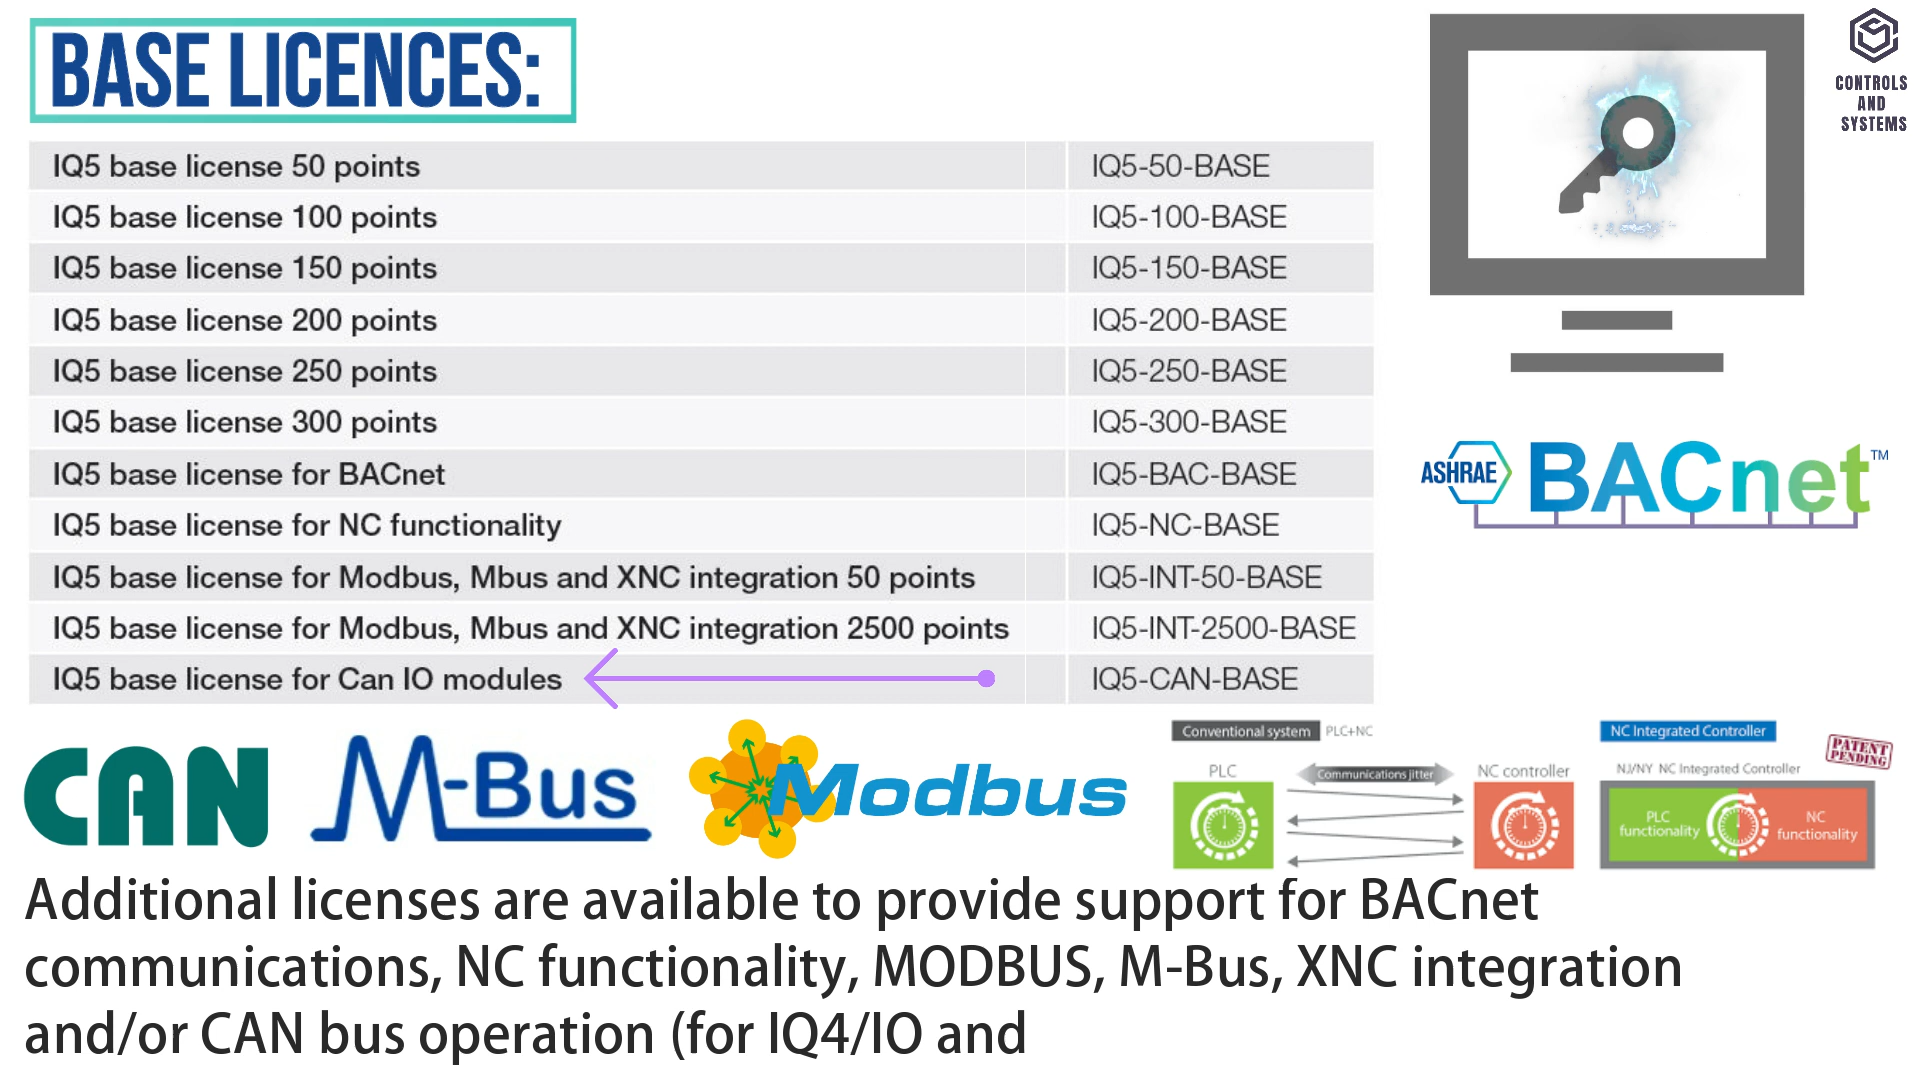 BASE LICENCES:
CONTROLS
AND
SYSTEMS
IQ5 base license 50 points IQ5-50-BASE
IQ5 base license 100 points IQ5-100-BASE
IQ5 base license 150 points IQ5-150-BASE
IQ5 base license 200 points IQ5-200-BASE
IQ5 base license 250 points IQ5-250-BASE
IQ5 base license 300 points IQ5-300-BASE
IQ5 base license for BACnet IQ5-BAC-BASE
IQ5 base license for NC functionality IQ5-NC-BASE
IQ5 base license for Modbus, Mbus and XNC integration 50 points IQ5-INT-50-BASE
IQ5 base license for Modbus, Mbus and XNC integration 2500 points IQ5-INT-2500-BASE
IQ5 base license for Can IO modules IQ5-CAN-BASE
ASHRAE BACnet™
CAN
M-Bus
Modbus
Conventional system PLC+NC
PLC
Communications jitter
NC controller
NC Integrated Controller
PATENT
PENDING
NJ/NY NC Integrated Controller
PLC
functionality
NC
functionality
Additional licenses are available to provide support for BACnet
communications, NC functionality, MODBUS, M-Bus, XNC integration
and/or CAN bus operation (for IQ4/IO and